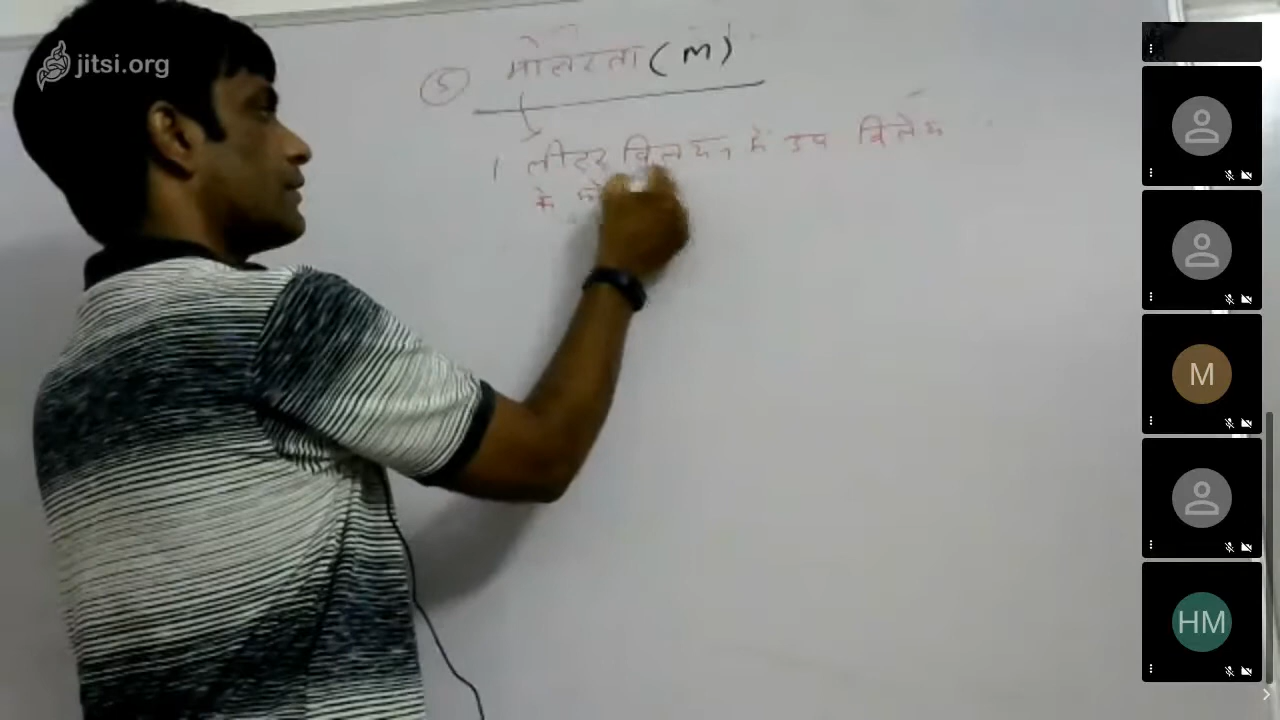 jitsi.org
⑤ मोलरता (M)
1 लीटर विलयन में उप विलेय
के
M
HM